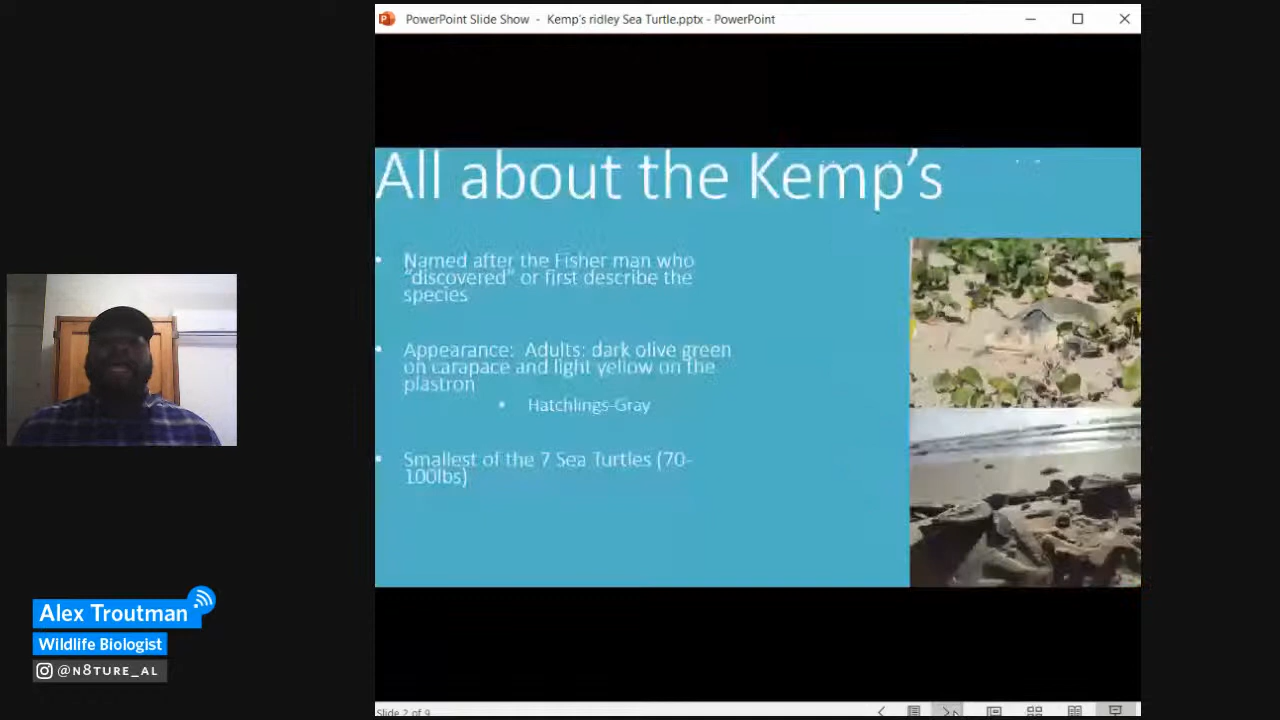 PowerPoint Slide Show - Kemp's ridley Sea Turtle.pptx - PowerPoint
All about the Kemp's
• Named after the Fisher man who
"discovered" or first describe the
species
• Appearance: Adults: dark olive green
on carapace and light yellow on the
plastron
• Hatchlings-Gray
• Smallest of the 7 Sea Turtles (70-
100lbs)
Alex Troutman
Wildlife Biologist
@N8TURE_AL
Slide 2 of 9